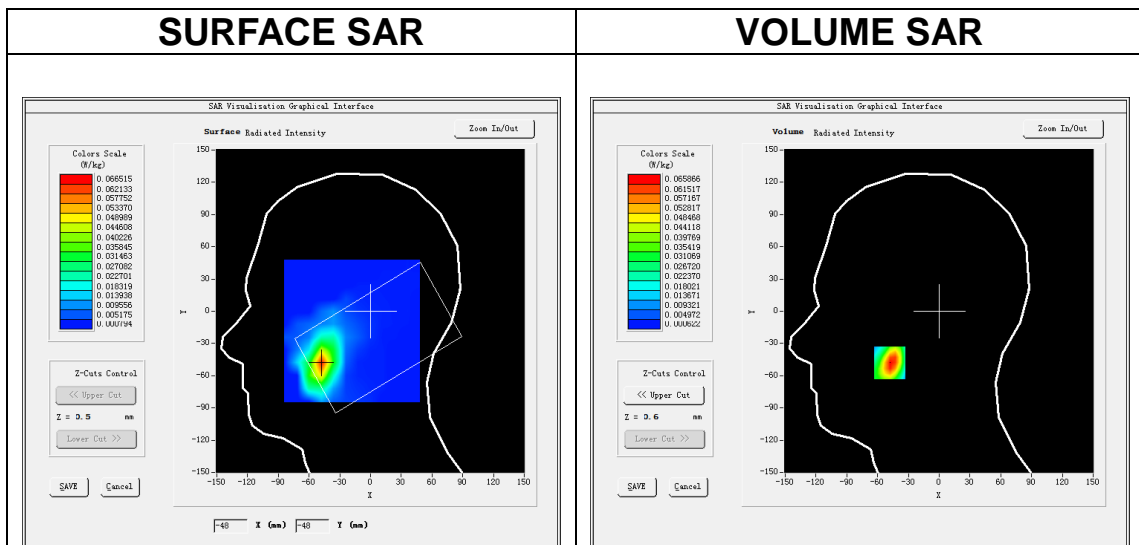 SURFACE SAR
SAR Visualisation Graphical Interface
Surface Radiated Intensity
Zoom In/Out
Colors Scale
(W/kg)
0.066515
0.062133
0.057752
0.053370
0.048989
0.044608
0.040226
0.035845
0.031463
0.027082
0.022701
0.018319
0.013938
0.009556
0.005175
0.000794
150
120
90
60
30
0
-30
-60
-90
-120
-150
Y
-150 -120 -90 -60 -30 0 30 60 90 120 150
X
Z-Cuts Control
<< Upper Cut
Z = 0.5 mm
Lower Cut >>
SAVE Cancel
-48 X (mm) -48 Y (mm)
VOLUME SAR
SAR Visualisation Graphical Interface
Volume Radiated Intensity
Zoom In/Out
Colors Scale
(W/kg)
0.065866
0.061517
0.057167
0.052817
0.048468
0.044118
0.039769
0.035419
0.031069
0.026720
0.022370
0.018021
0.013671
0.009321
0.004972
0.000622
150
120
90
60
30
0
-30
-60
-90
-120
-150
Y
-150 -120 -90 -60 -30 0 30 60 90 120 150
X
Z-Cuts Control
<< Upper Cut
Z = 0.6 mm
Lower Cut >>
SAVE Cancel